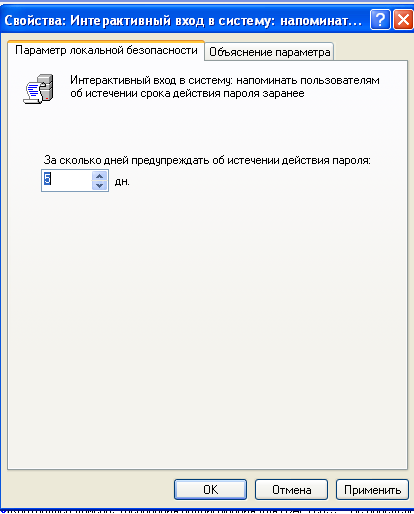 Свойства: Интерактивный вход в систему: напоминат...
Параметр локальной безопасности
Объяснение параметра
Интерактивный вход в систему: напоминать пользователям
об истечении срока действия пароля заранее
За сколько дней предупреждать об истечении действия пароля:
5 дн.
OK
Отмена
Применить